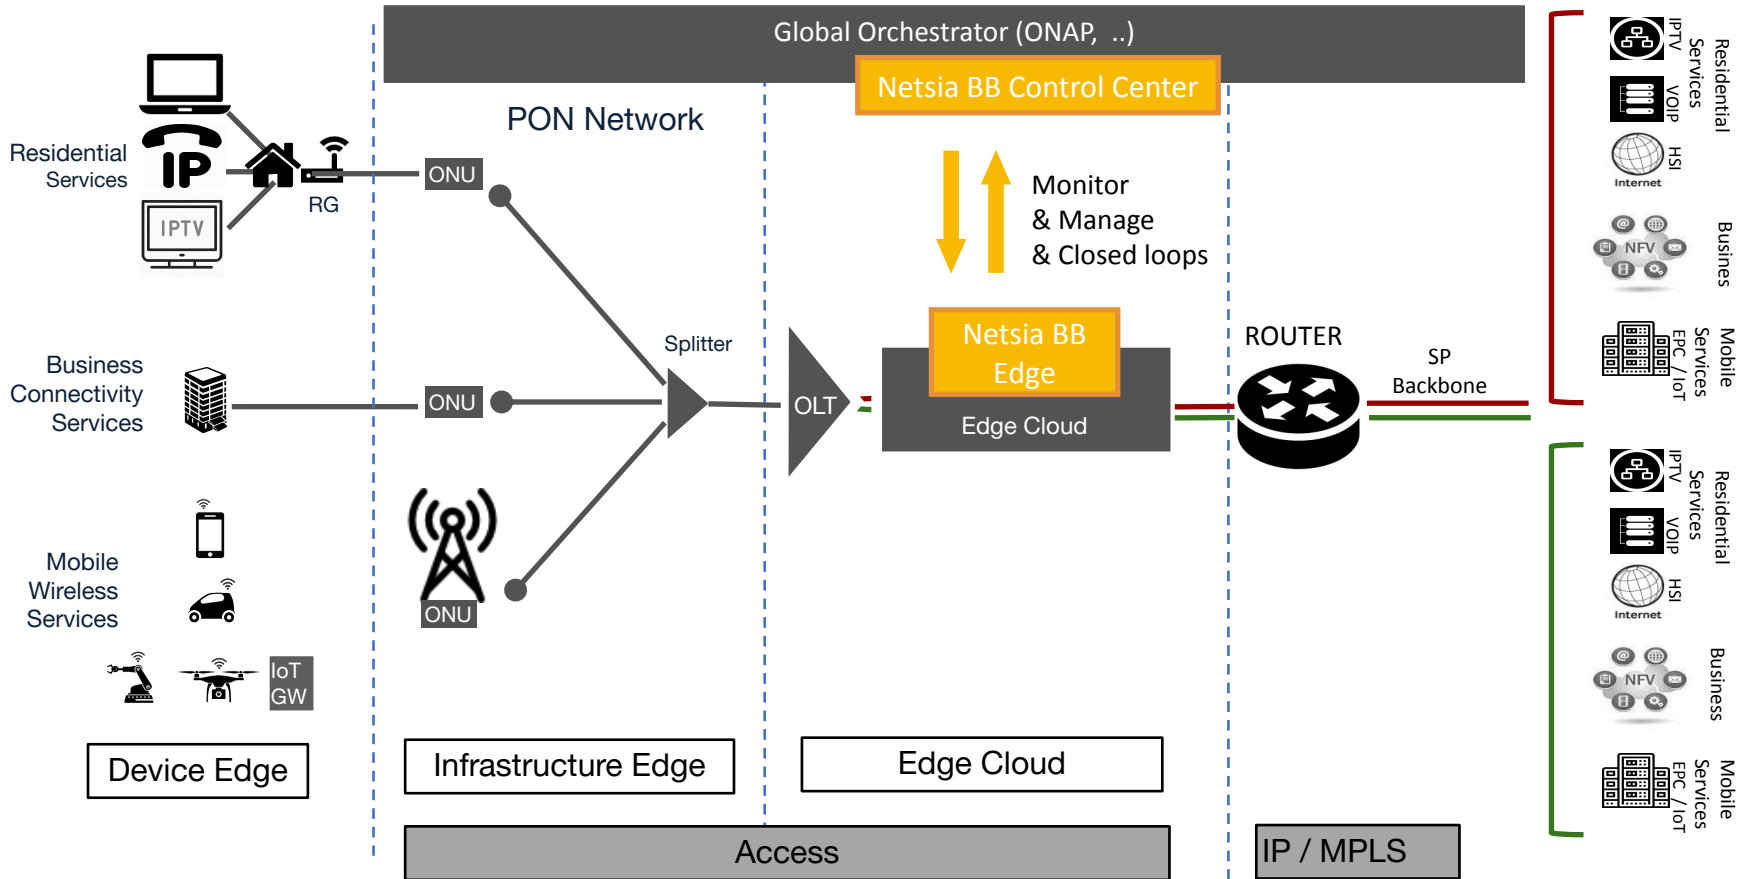 Global Orchestrator (ONAP,  ..)
Netsia BB Control Center
PON Network
Residential
Services
IP
IPTV
RG
ONU
Monitor
& Manage
& Closed loops
Business
Connectivity
Services
ONU
Splitter
OLT
Netsia BB
Edge
Edge Cloud
ROUTER
SP
Backbone
Mobile
Wireless
Services
ONU
IoT
GW
Device Edge
Infrastructure Edge
Edge Cloud
Access
IP / MPLS
Residential
Services
IPTV
VOIP
HSI
Internet
@
NFV
Busines
Mobile
Services
EPC / IoT
Residential
Services
IPTV
VOIP
HSI
Internet
@
NFV
Business
Mobile
Services
EPC / IoT